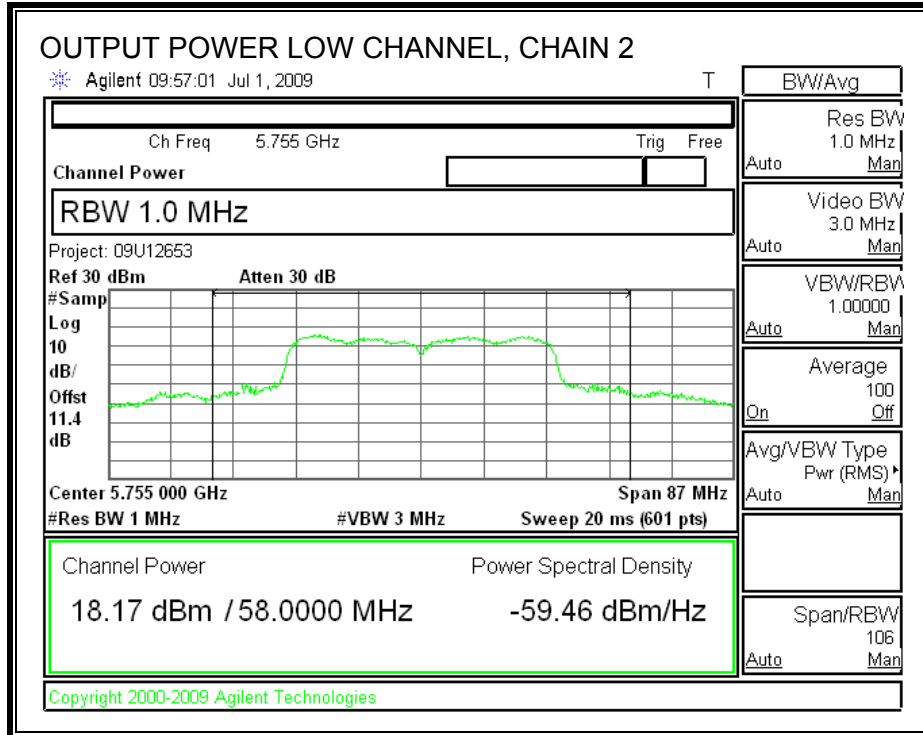 OUTPUT POWER LOW CHANNEL, CHAIN 2
Agilent 09:57:01 Jul 1, 2009 T
Ch Freq 5.755 GHz Trig Free
Channel Power
RBW 1.0 MHz
Project: 09U12653
Ref 30 dBm Atten 30 dB
#Samp
Log
10
dB/
Offst
11.4
dB
Center 5.755 000 GHz Span 87 MHz
#Res BW 1 MHz #VBW 3 MHz Sweep 20 ms (601 pts)
Channel Power Power Spectral Density
18.17 dBm / 58.0000 MHz -59.46 dBm/Hz
Copyright 2000-2009 Agilent Technologies
BW/Avg
Res BW
1.0 MHz
Auto Man
Video BW
3.0 MHz
Auto Man
VBW/RBW
1.00000
Auto Man
Average
100
On Off
Avg/VBW Type
Pwr (RMS)
Auto Man
Span/RBW
106
Auto Man